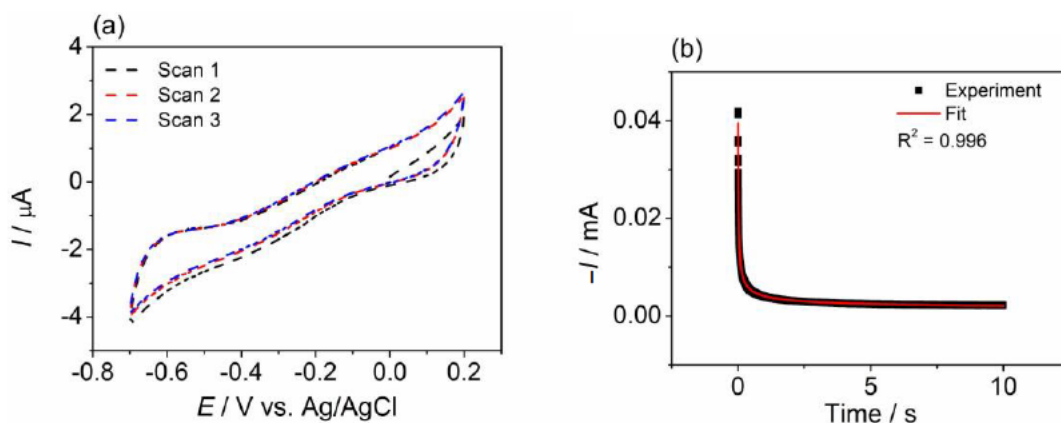 (a)
4
2
0
-2
-4
I / μA
Scan 1
Scan 2
Scan 3
-0.8 -0.6 -0.4 -0.2 0.0 0.2
E / V vs. Ag/AgCl
(b)
0.04
0.02
0.00
–I / mA
Experiment
Fit
R² = 0.996
0 5 10
Time / s